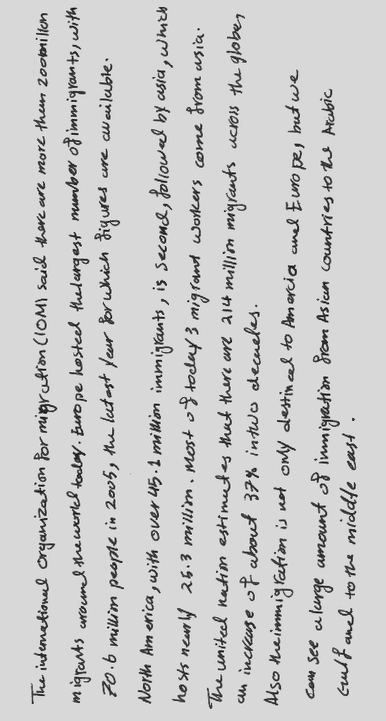 The international organization for migration (IOM) said there are more then 200 million
migrants around the world today. Europe hosted the largest number of immigrants, with
70.6 million people in 2005, the latest year for which figures are available.
North America, with over 45.1 million immigrants, is second, followed by asia, which
hosts nearly 25.3 million. Most of today's migrand workers come from asia.
The united nation estimates that there are 214 million migrants across the globe,
an increase of about 37% in two decades.
Also the immigration is not only destined to America and Europe, but we
can see a large amount of immigration from Asian countries to the Arabic
Gulf and to the middle east.